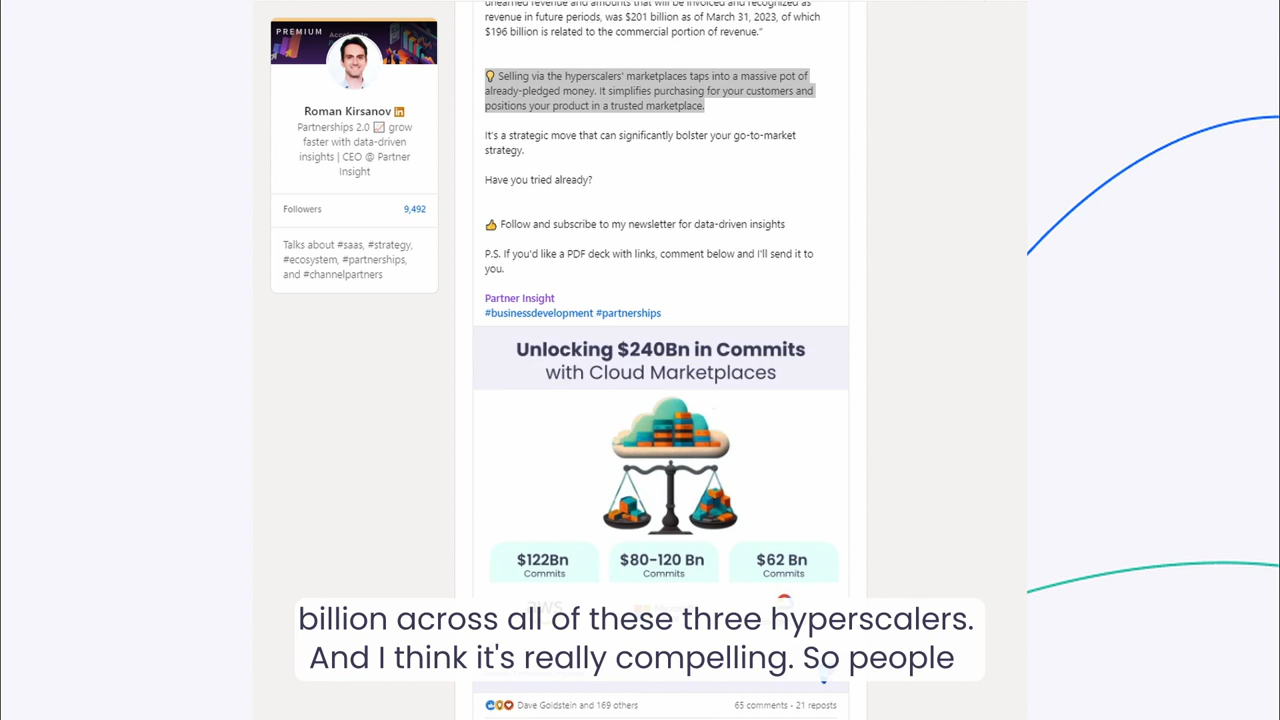 PREMIUM
Roman Kirsanov
Partnerships 2.0 📈 grow
faster with data-driven
insights | CEO @ Partner
Insight
Followers 9,492
Talks about #saas, #strategy,
#ecosystem, #partnerships,
and #channelpartners
unearned revenue and amounts that will be invoiced and recognized as
revenue in future periods, was $201 billion as of March 31, 2023, of which
$196 billion is related to the commercial portion of revenue."
💡 Selling via the hyperscalers' marketplaces taps into a massive pot of
already-pledged money. It simplifies purchasing for your customers and
positions your product in a trusted marketplace.
It's a strategic move that can significantly bolster your go-to-market
strategy.
Have you tried already?
👍 Follow and subscribe to my newsletter for data-driven insights
P.S. If you'd like a PDF deck with links, comment below and I'll send it to
you.
Partner Insight
#businessdevelopment #partnerships
Unlocking $240Bn in Commits
with Cloud Marketplaces
$122Bn
Commits
$80-120 Bn
Commits
$62 Bn
Commits
aws
billion across all of these three hyperscalers.
And I think it's really compelling. So people
Dave Goldstein and 169 others
65 comments · 21 reposts